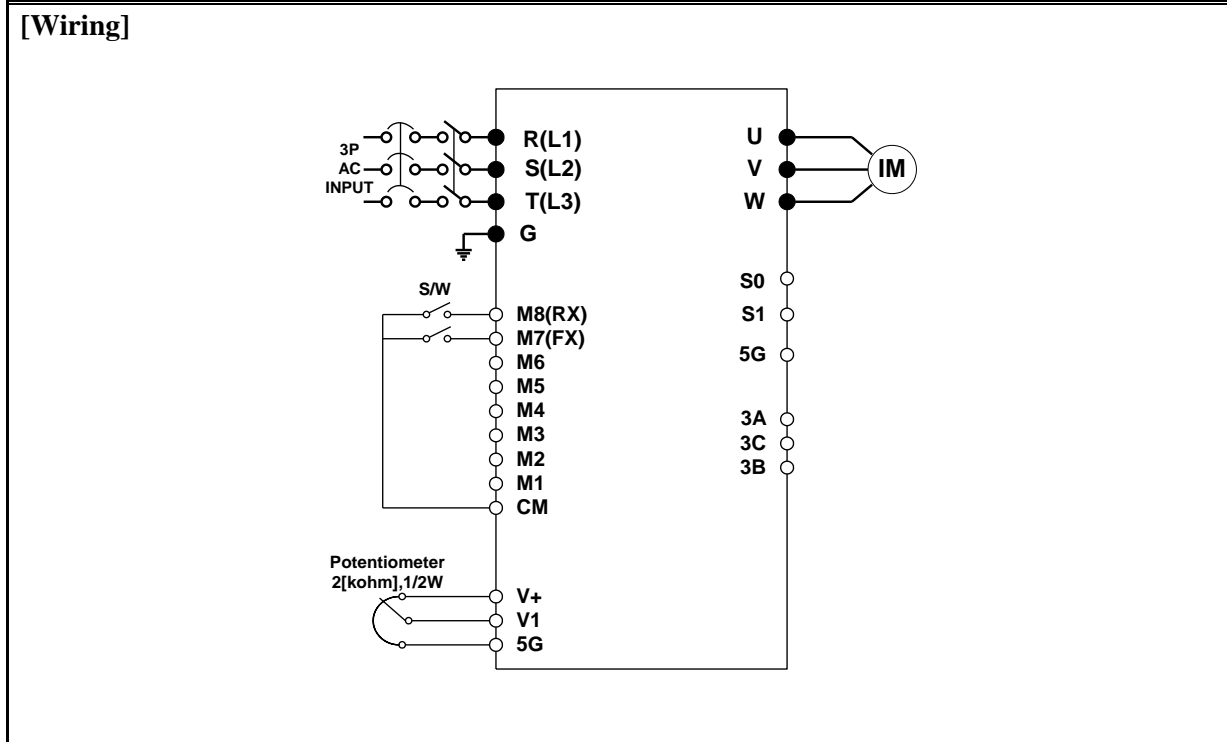 [Wiring]
3P
AC
INPUT
R(L1)
S(L2)
T(L3)
G
U
V
W
IM
S/W
M8(RX)
M7(FX)
M6
M5
M4
M3
M2
M1
CM
S0
S1
5G
3A
3C
3B
Potentiometer
2[kohm],1/2W
V+
V1
5G